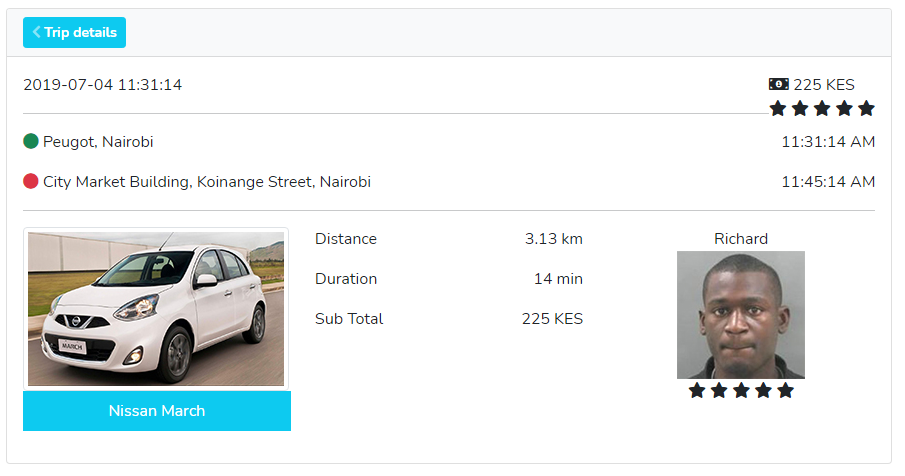 Trip details
2019-07-04 11:31:14
225 KES
Peugot, Nairobi
11:31:14 AM
City Market Building, Koinange Street, Nairobi
11:45:14 AM
Distance
3.13 km
Richard
Duration
14 min
Sub Total
225 KES
MARCH
Nissan March